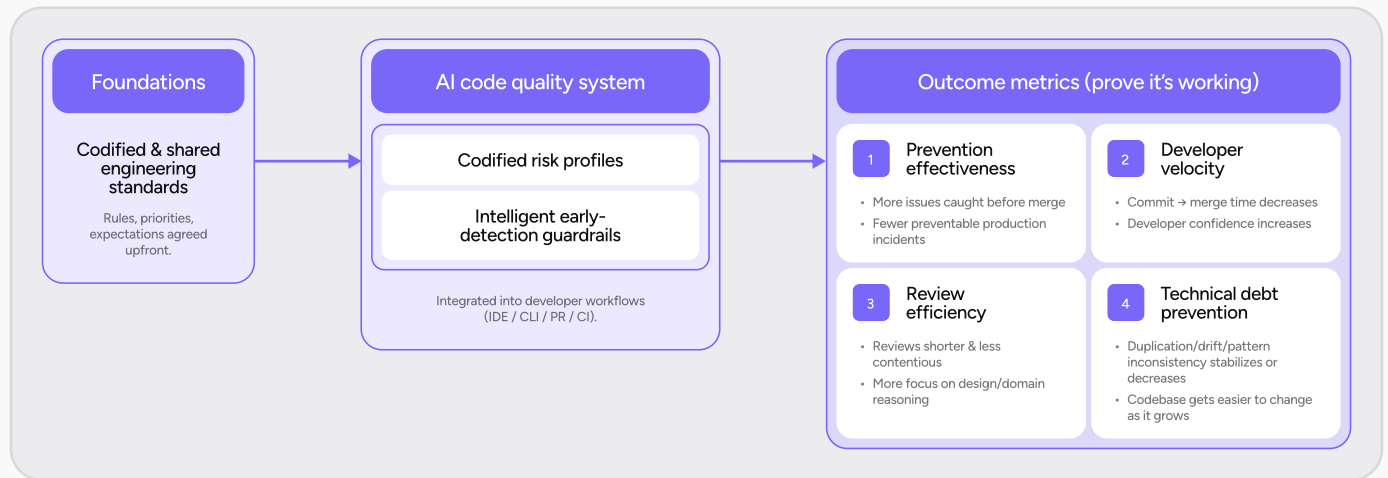 Foundations
Codified & shared
engineering
standards
Rules, priorities,
expectations agreed
upfront.
AI code quality system
Codified risk profiles
Intelligent early-
detection guardrails
Integrated into developer workflows
(IDE / CLI / PR / CI).
Outcome metrics (prove it’s working)
1
Prevention
effectiveness
• More issues caught before merge
• Fewer preventable production
incidents
2
Developer
velocity
• Commit → merge time decreases
• Developer confidence increases
3
Review
efficiency
• Reviews shorter & less
contentious
• More focus on design/domain
reasoning
4
Technical debt
prevention
• Duplication/drift/pattern
inconsistency stabilizes or
decreases
• Codebase gets easier to change
as it grows